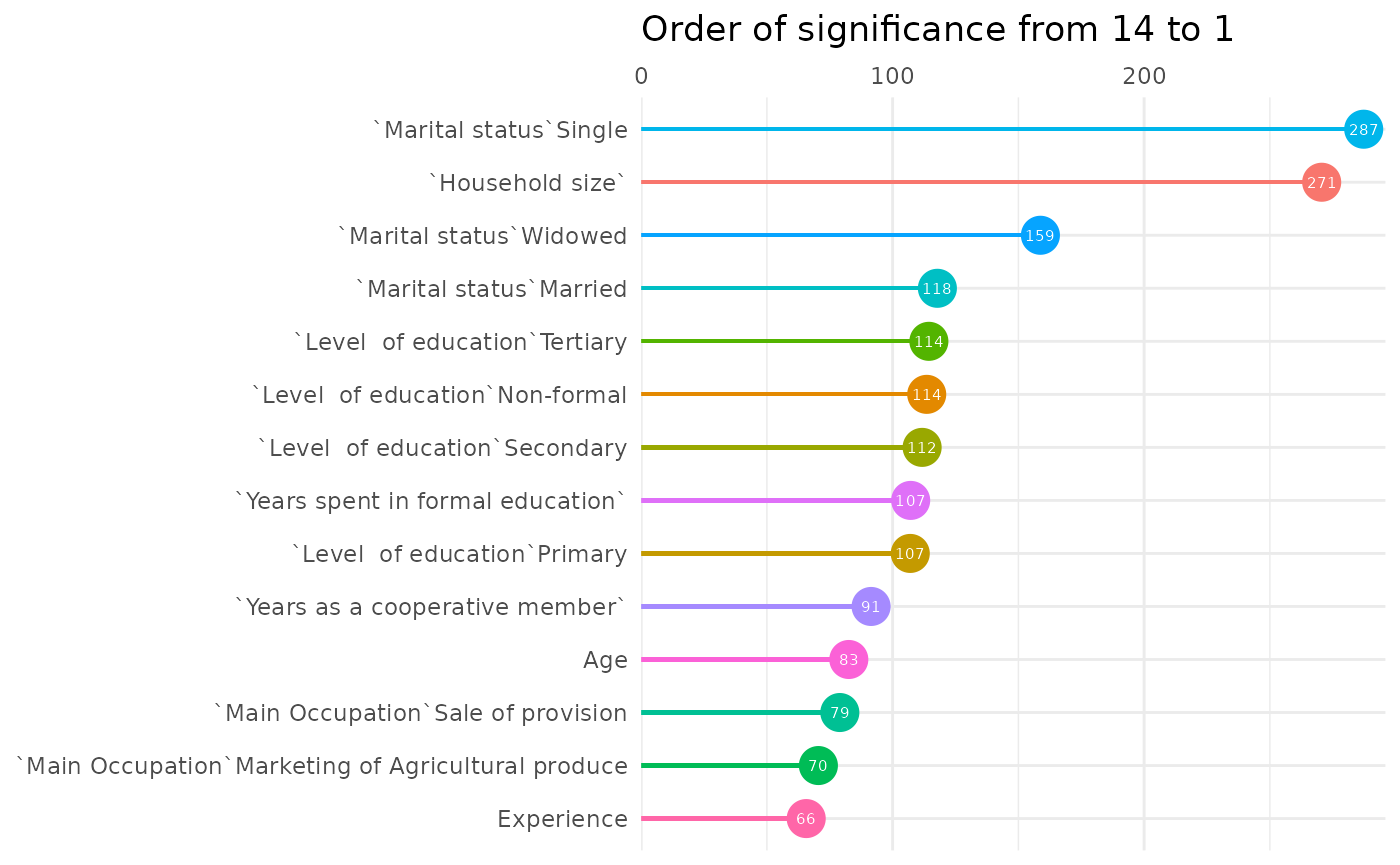 Order of significance from 14 to 1
0 100 200
`Marital status`Single 287
`Household size` 271
`Marital status`Widowed 159
`Marital status`Married 118
`Level  of education`Tertiary 114
`Level  of education`Non-formal 114
`Level  of education`Secondary 112
`Years spent in formal education` 107
`Level  of education`Primary 107
`Years as a cooperative member` 91
Age 83
`Main Occupation`Sale of provision 79
`Main Occupation`Marketing of Agricultural produce 70
Experience 66